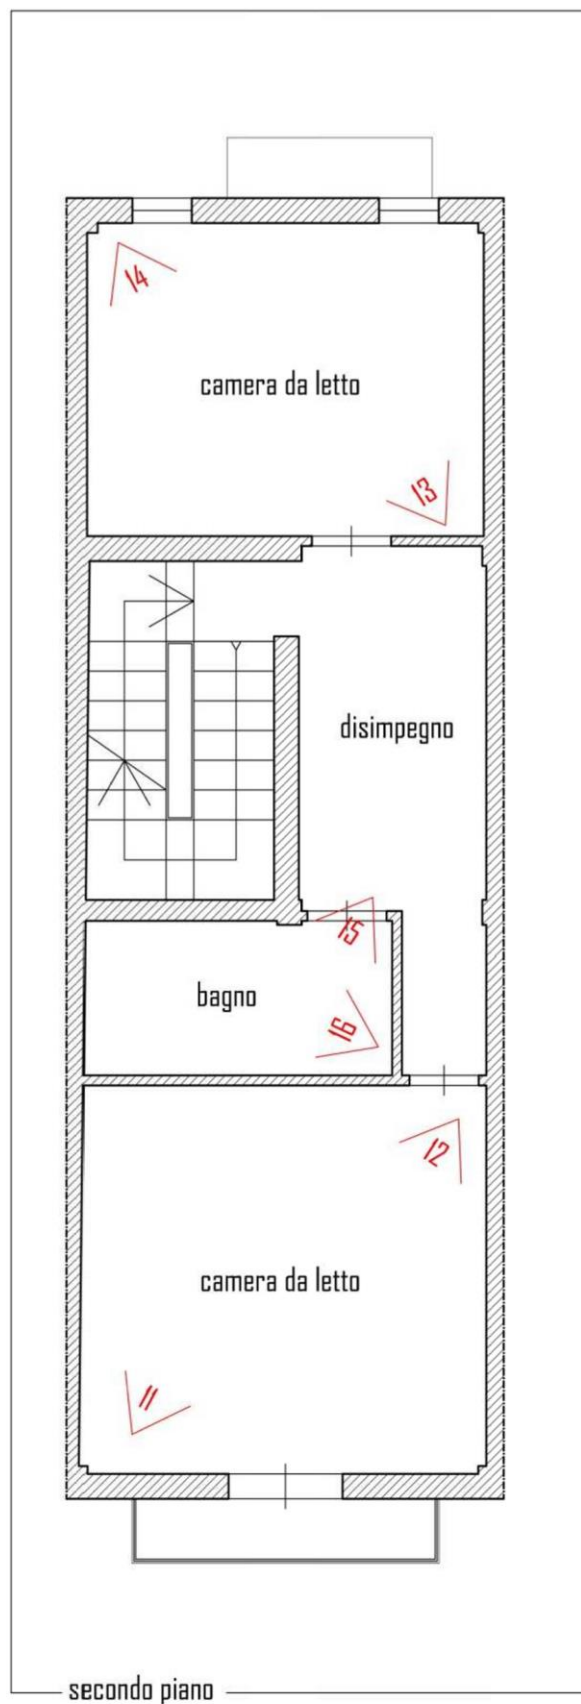 14
camera da letto
13
disimpegno
15
bagno
16
12
camera da letto
11
secondo piano